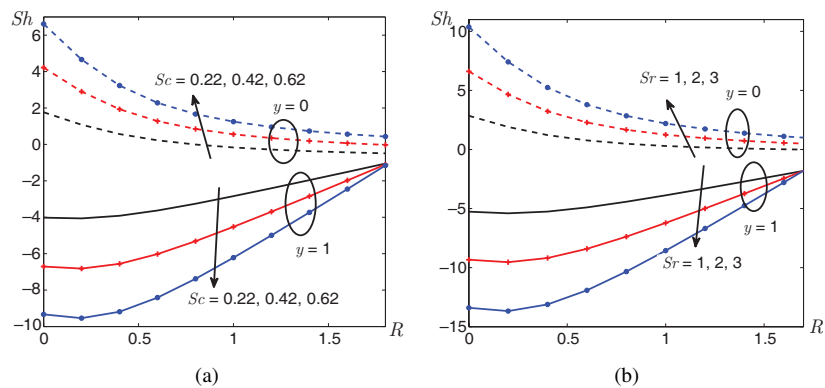 Sh
6
4
2
0
−2
−4
−6
−8
−10
0
0.5
1
1.5
R
Sc = 0.22, 0.42, 0.62
y = 0
y = 1
Sc = 0.22, 0.42, 0.62
(a)
Sh
10
5
0
−5
−10
−15
0
0.5
1
1.5
R
Sr = 1, 2, 3
y = 0
y = 1
Sr = 1, 2, 3
(b)